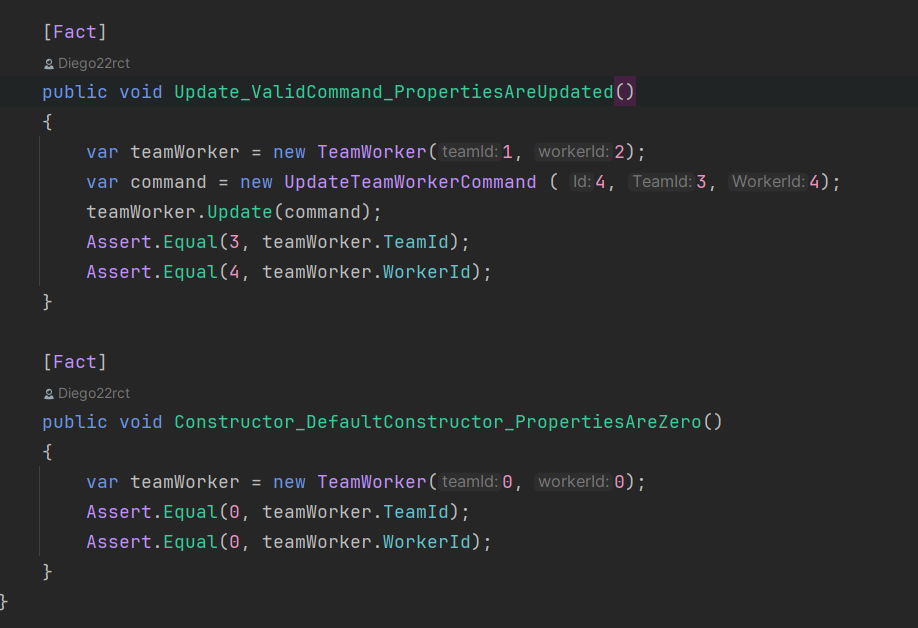 [Fact]
Diego22rct
public void Update_ValidCommand_PropertiesAreUpdated()
{
var teamWorker = new TeamWorker( teamId: 1, workerId: 2);
var command = new UpdateTeamWorkerCommand ( Id: 4, TeamId: 3, WorkerId: 4);
teamWorker.Update(command);
Assert.Equal(3, teamWorker.TeamId);
Assert.Equal(4, teamWorker.WorkerId);
}
[Fact]
Diego22rct
public void Constructor_DefaultConstructor_PropertiesAreZero()
{
var teamWorker = new TeamWorker( teamId: 0, workerId: 0);
Assert.Equal(0, teamWorker.TeamId);
Assert.Equal(0, teamWorker.WorkerId);
}
}